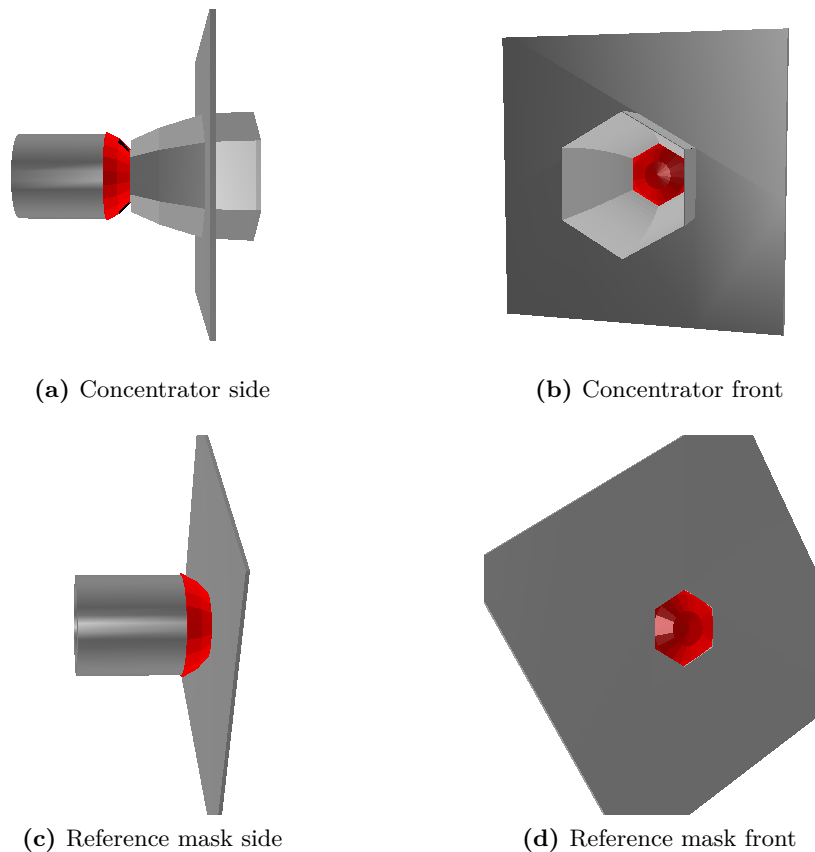 (a) Concentrator side
(b) Concentrator front
(c) Reference mask side
(d) Reference mask front